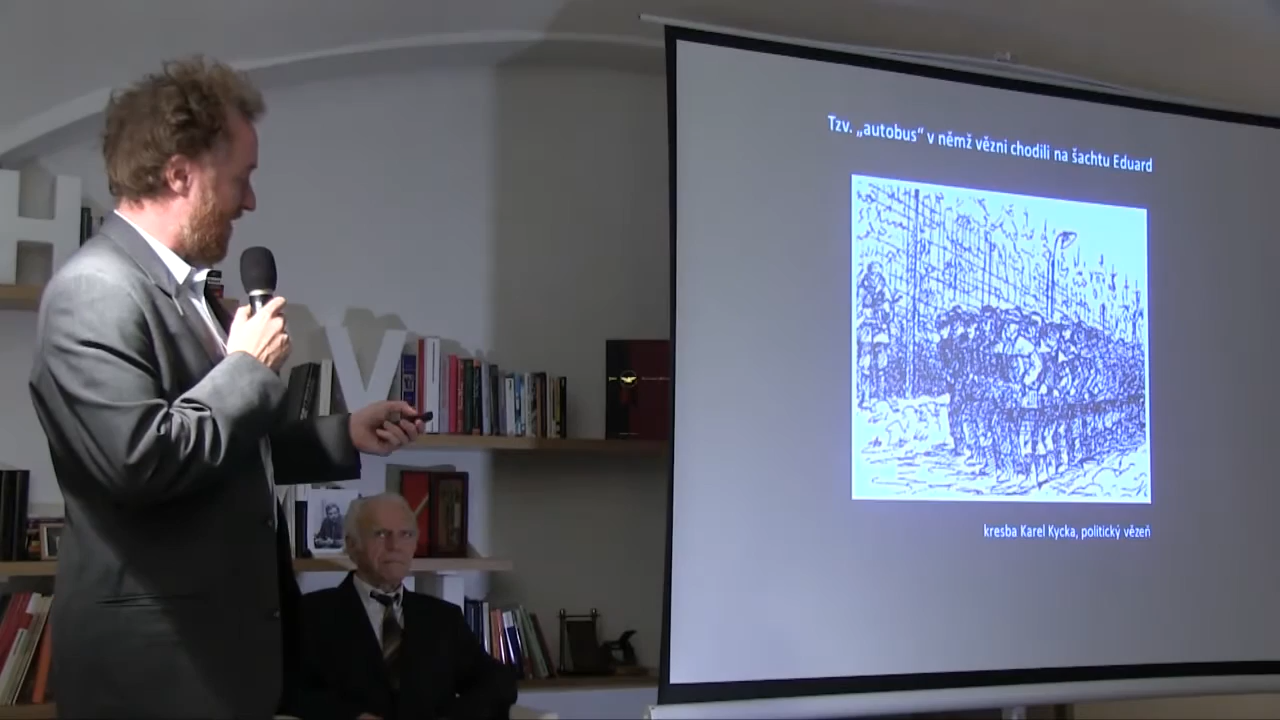 Tzv. „autobus“ v němž vězni chodili na šachtu Eduard
kresba Karel Kycka, politický vězeň
H
V